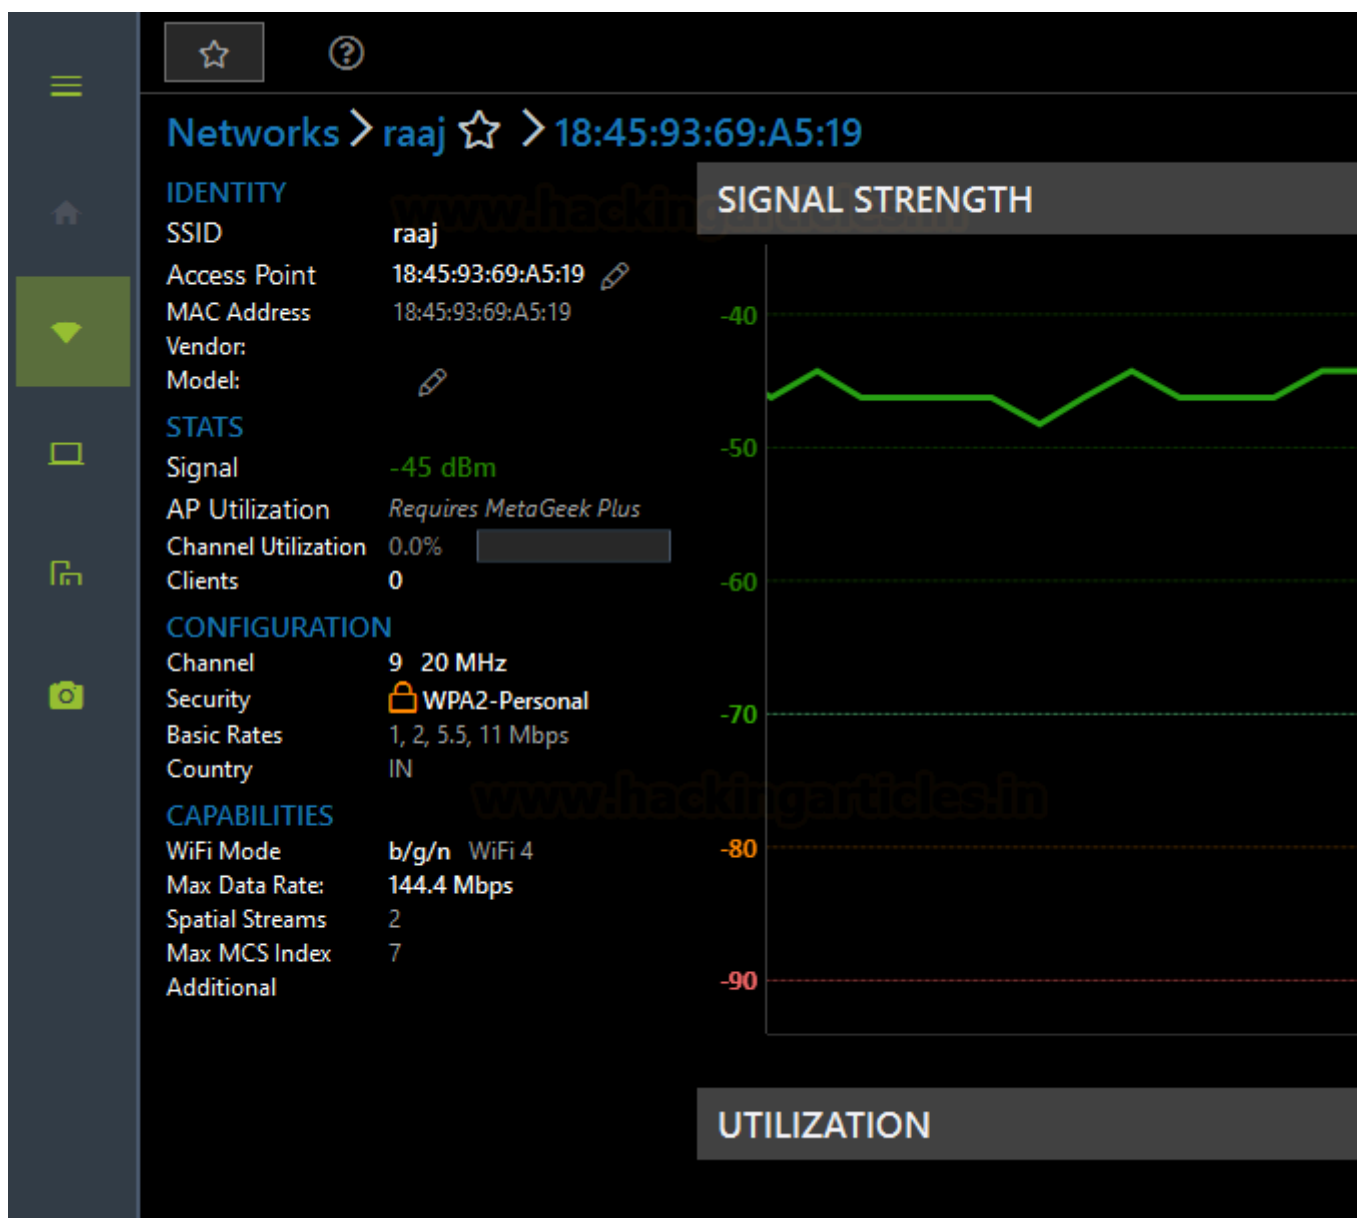 Networks > raaj > 18:45:93:69:A5:19
IDENTITY
SSID raaj
Access Point 18:45:93:69:A5:19
MAC Address 18:45:93:69:A5:19
Vendor:
Model:
STATS
Signal -45 dBm
AP Utilization Requires MetaGeek Plus
Channel Utilization 0.0%
Clients 0
CONFIGURATION
Channel 9 20 MHz
Security WPA2-Personal
Basic Rates 1, 2, 5.5, 11 Mbps
Country IN
CAPABILITIES
WiFi Mode b/g/n WiFi 4
Max Data Rate: 144.4 Mbps
Spatial Streams 2
Max MCS Index 7
Additional
SIGNAL STRENGTH
-40
-50
-60
-70
-80
-90
UTILIZATION
www.hackingarticles.in
www.hackingarticles.in